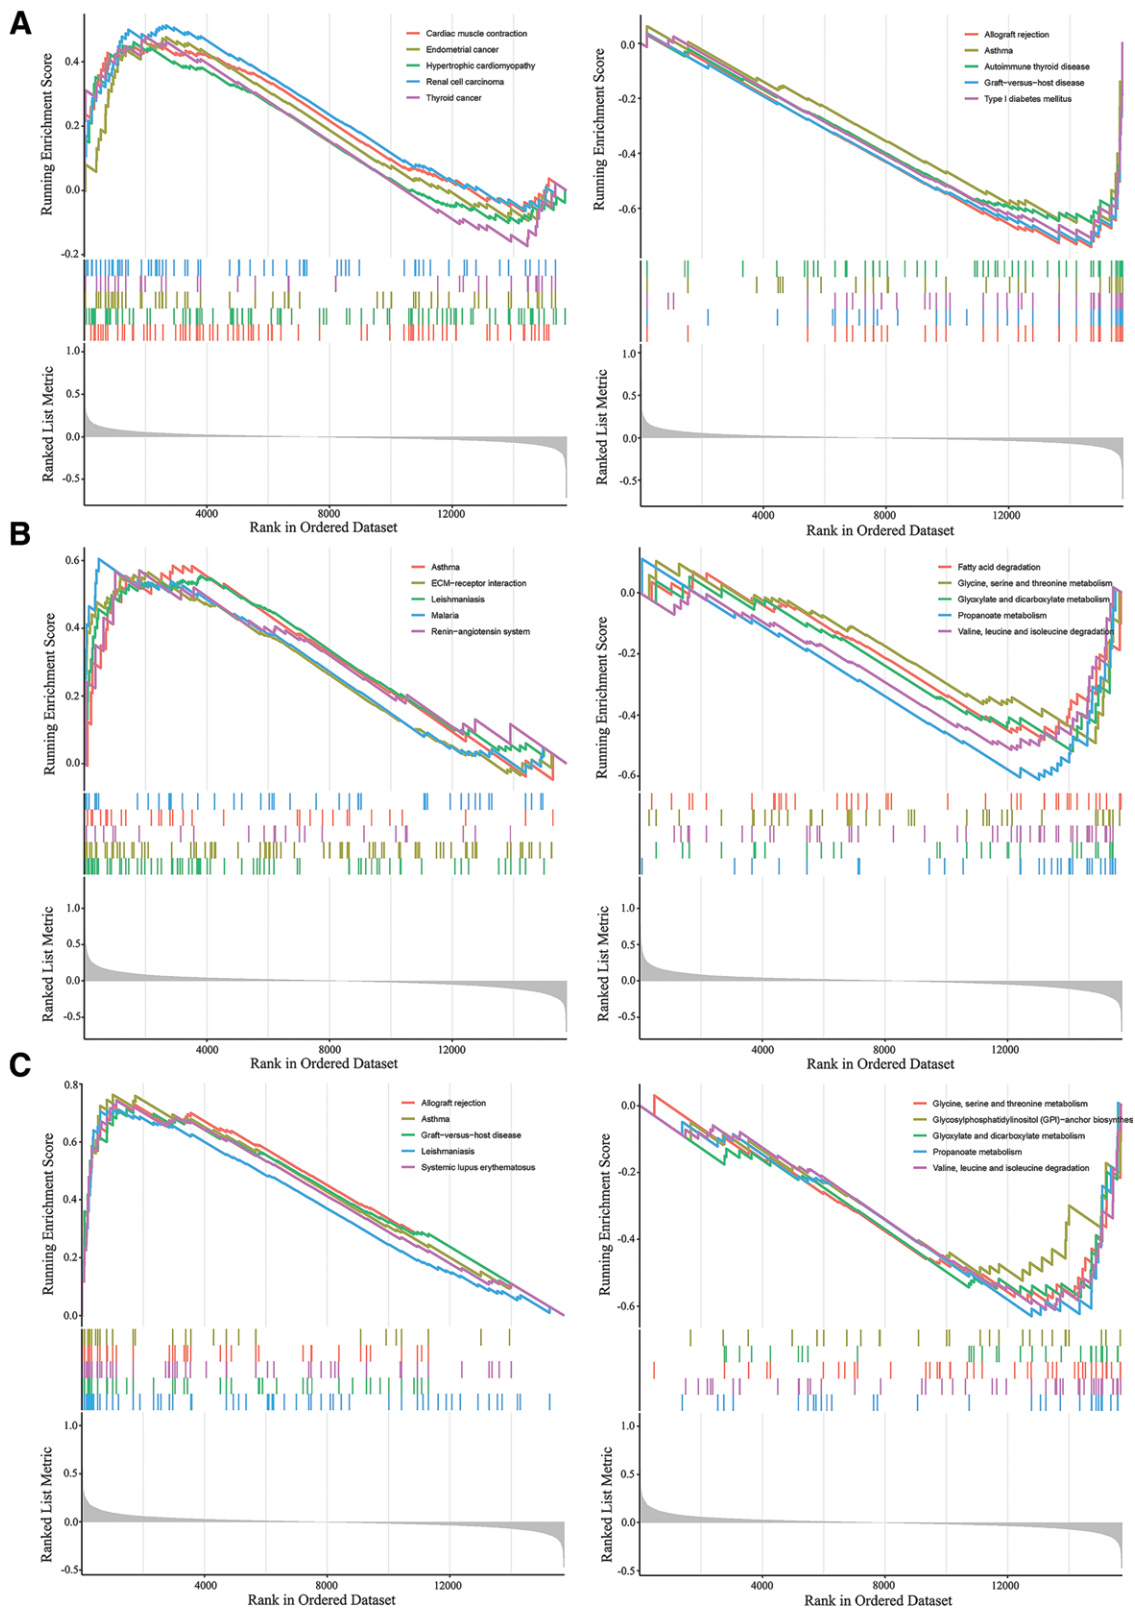 A
Running Enrichment Score
0.4
0.2
0.0
-0.2
Cardiac muscle contraction
Endometrial cancer
Hypertrophic cardiomyopathy
Renal cell carcinoma
Thyroid cancer
Ranked List Metric
1.0
0.5
0.0
-0.5
4000 8000 12000
Rank in Ordered Dataset
Running Enrichment Score
0.0
-0.2
-0.4
-0.6
Allograft rejection
Asthma
Autoimmune thyroid disease
Graft-versus-host disease
Type I diabetes mellitus
Ranked List Metric
1.0
0.5
0.0
-0.5
4000 8000 12000
Rank in Ordered Dataset
B
Running Enrichment Score
0.6
0.4
0.2
0.0
Asthma
ECM-receptor interaction
Leishmaniasis
Malaria
Renin-angiotensin system
Ranked List Metric
1.0
0.5
0.0
-0.5
4000 8000 12000
Rank in Ordered Dataset
Running Enrichment Score
0.0
-0.2
-0.4
-0.6
Fatty acid degradation
Glycine, serine and threonine metabolism
Glyoxylate and dicarboxylate metabolism
Propanoate metabolism
Valine, leucine and isoleucine degradation
Ranked List Metric
1.0
0.5
0.0
-0.5
4000 8000 12000
Rank in Ordered Dataset
C
Running Enrichment Score
0.8
0.6
0.4
0.2
0.0
Allograft rejection
Asthma
Graft-versus-host disease
Leishmaniasis
Systemic lupus erythematosus
Ranked List Metric
1.0
0.5
0.0
-0.5
4000 8000 12000
Rank in Ordered Dataset
Running Enrichment Score
0.0
-0.2
-0.4
-0.6
Glycine, serine and threonine metabolism
Glycosylphosphatidylinositol (GPI)-anchor biosynthes
Glyoxylate and dicarboxylate metabolism
Propanoate metabolism
Valine, leucine and isoleucine degradation
Ranked List Metric
1.0
0.5
0.0
-0.5
4000 8000 12000
Rank in Ordered Dataset